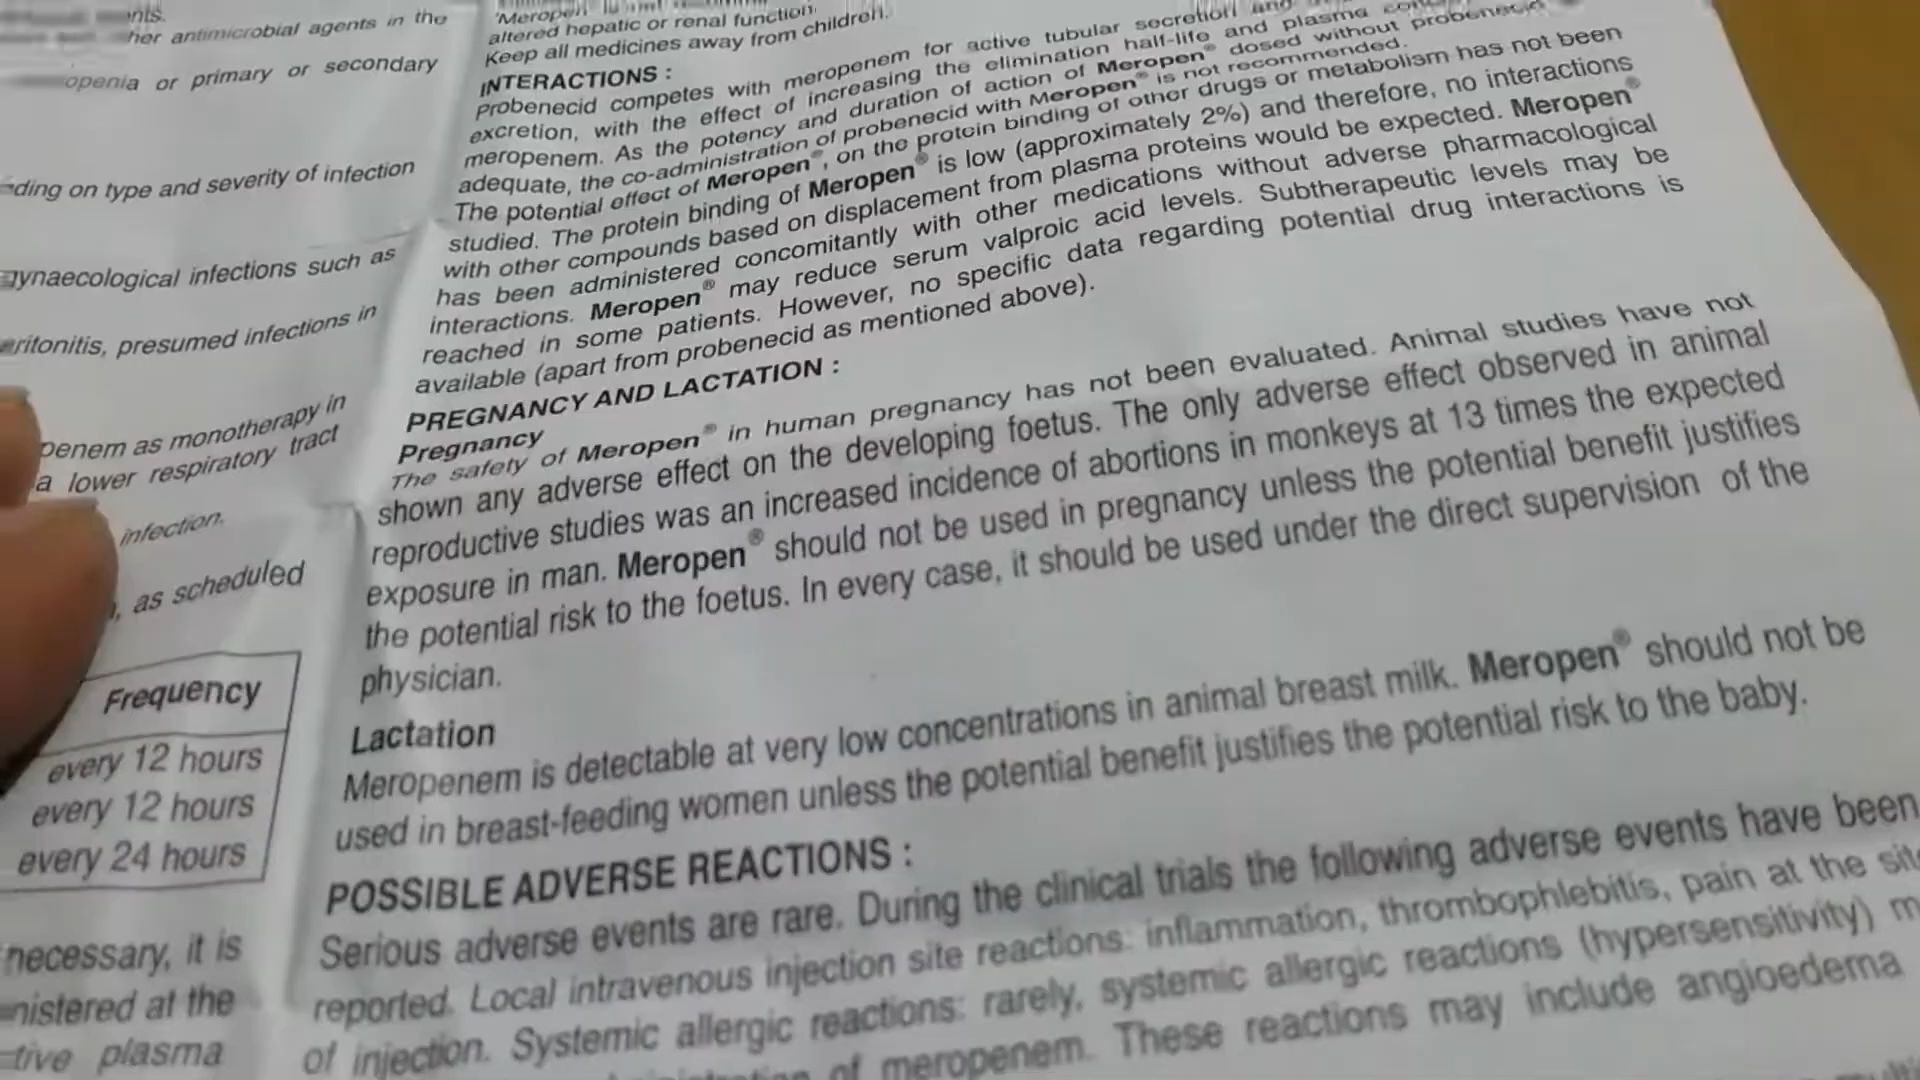 nts.
her antimicrobial agents in the
openia or primary or secondary
ding on type and severity of infection
gynaecological infections such as
eritonitis, presumed infections in
penem as monotherapy in
a lower respiratory tract
infection.
, as scheduled
Frequency
every 12 hours
every 12 hours
every 24 hours
necessary, it is
nistered at the
tive plasma
altered hepatic or renal function.
Keep all medicines away from children.
INTERACTIONS :
Probenecid competes with meropenem for active tubular secretion and
excretion, with the effect of increasing the elimination half-life and plasma
meropenem. As the potency and duration of action of Meropen® dosed without probenecid
adequate, the co-administration of probenecid with Meropen® is not recommended.
The potential effect of Meropen®, on the protein binding of other drugs or metabolism has not been
studied. The protein binding of Meropen® is low (approximately 2%) and therefore, no interactions
with other compounds based on displacement from plasma proteins would be expected. Meropen®
has been administered concomitantly with other medications without adverse pharmacological
interactions. Meropen® may reduce serum valproic acid levels. Subtherapeutic levels may be
reached in some patients. However, no specific data regarding potential drug interactions is
available (apart from probenecid as mentioned above).
PREGNANCY AND LACTATION :
Pregnancy
The safety of Meropen® in human pregnancy has not been evaluated. Animal studies have not
shown any adverse effect on the developing foetus. The only adverse effect observed in animal
reproductive studies was an increased incidence of abortions in monkeys at 13 times the expected
exposure in man. Meropen® should not be used in pregnancy unless the potential benefit justifies
the potential risk to the foetus. In every case, it should be used under the direct supervision of the
physician.
Lactation
Meropenem is detectable at very low concentrations in animal breast milk. Meropen® should not be
used in breast-feeding women unless the potential benefit justifies the potential risk to the baby.
POSSIBLE ADVERSE REACTIONS :
Serious adverse events are rare. During the clinical trials the following adverse events have been
reported. Local intravenous injection site reactions: inflammation, thrombophlebitis, pain at the site
of injection. Systemic allergic reactions: rarely, systemic allergic reactions (hypersensitivity) m
of meropenem. These reactions may include angioedema